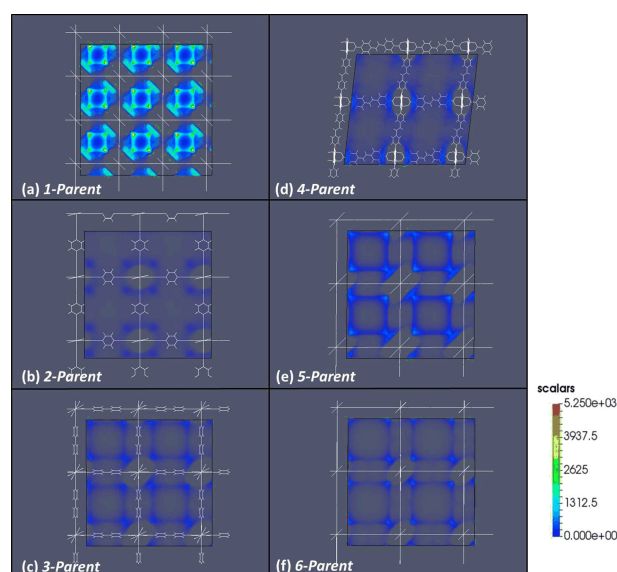 (a) 1-Parent
(d) 4-Parent
(b) 2-Parent
(e) 5-Parent
(c) 3-Parent
(f) 6-Parent
scalars
5.250e+03
3937.5
2625
1312.5
0.000e+00